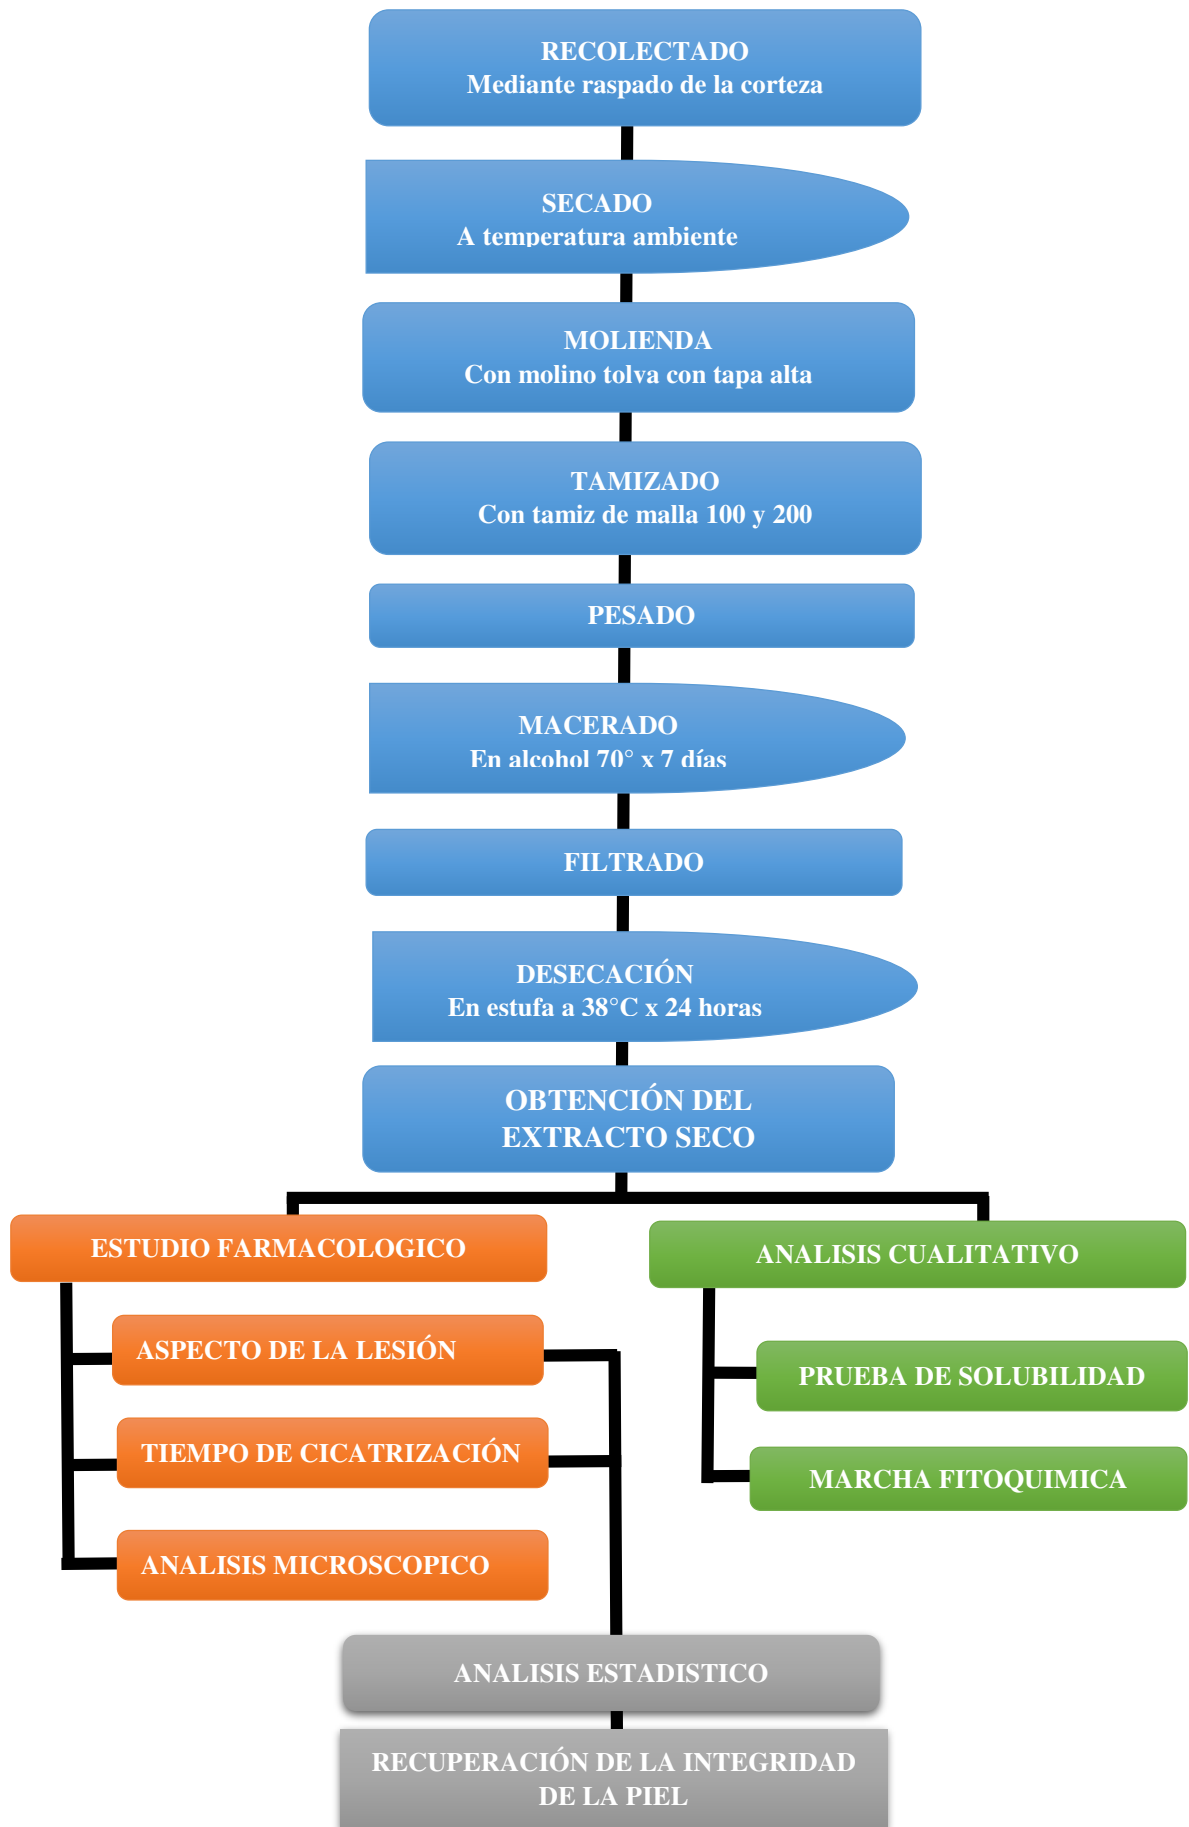 RECOLECTADO
Mediante raspado de la corteza
SECADO
A temperatura ambiente
MOLIENDA
Con molino tolva con tapa alta
TAMIZADO
Con tamiz de malla 100 y 200
PESADO
MACERADO
En alcohol 70° x 7 días
FILTRADO
DESECACIÓN
En estufa a 38°C x 24 horas
OBTENCIÓN DEL
EXTRACTO SECO
ESTUDIO FARMACOLOGICO
ASPECTO DE LA LESIÓN
TIEMPO DE CICATRIZACIÓN
ANALISIS MICROSCOPICO
ANALISIS CUALITATIVO
PRUEBA DE SOLUBILIDAD
MARCHA FITOQUIMICA
ANALISIS ESTADISTICO
RECUPERACIÓN DE LA INTEGRIDAD
DE LA PIEL